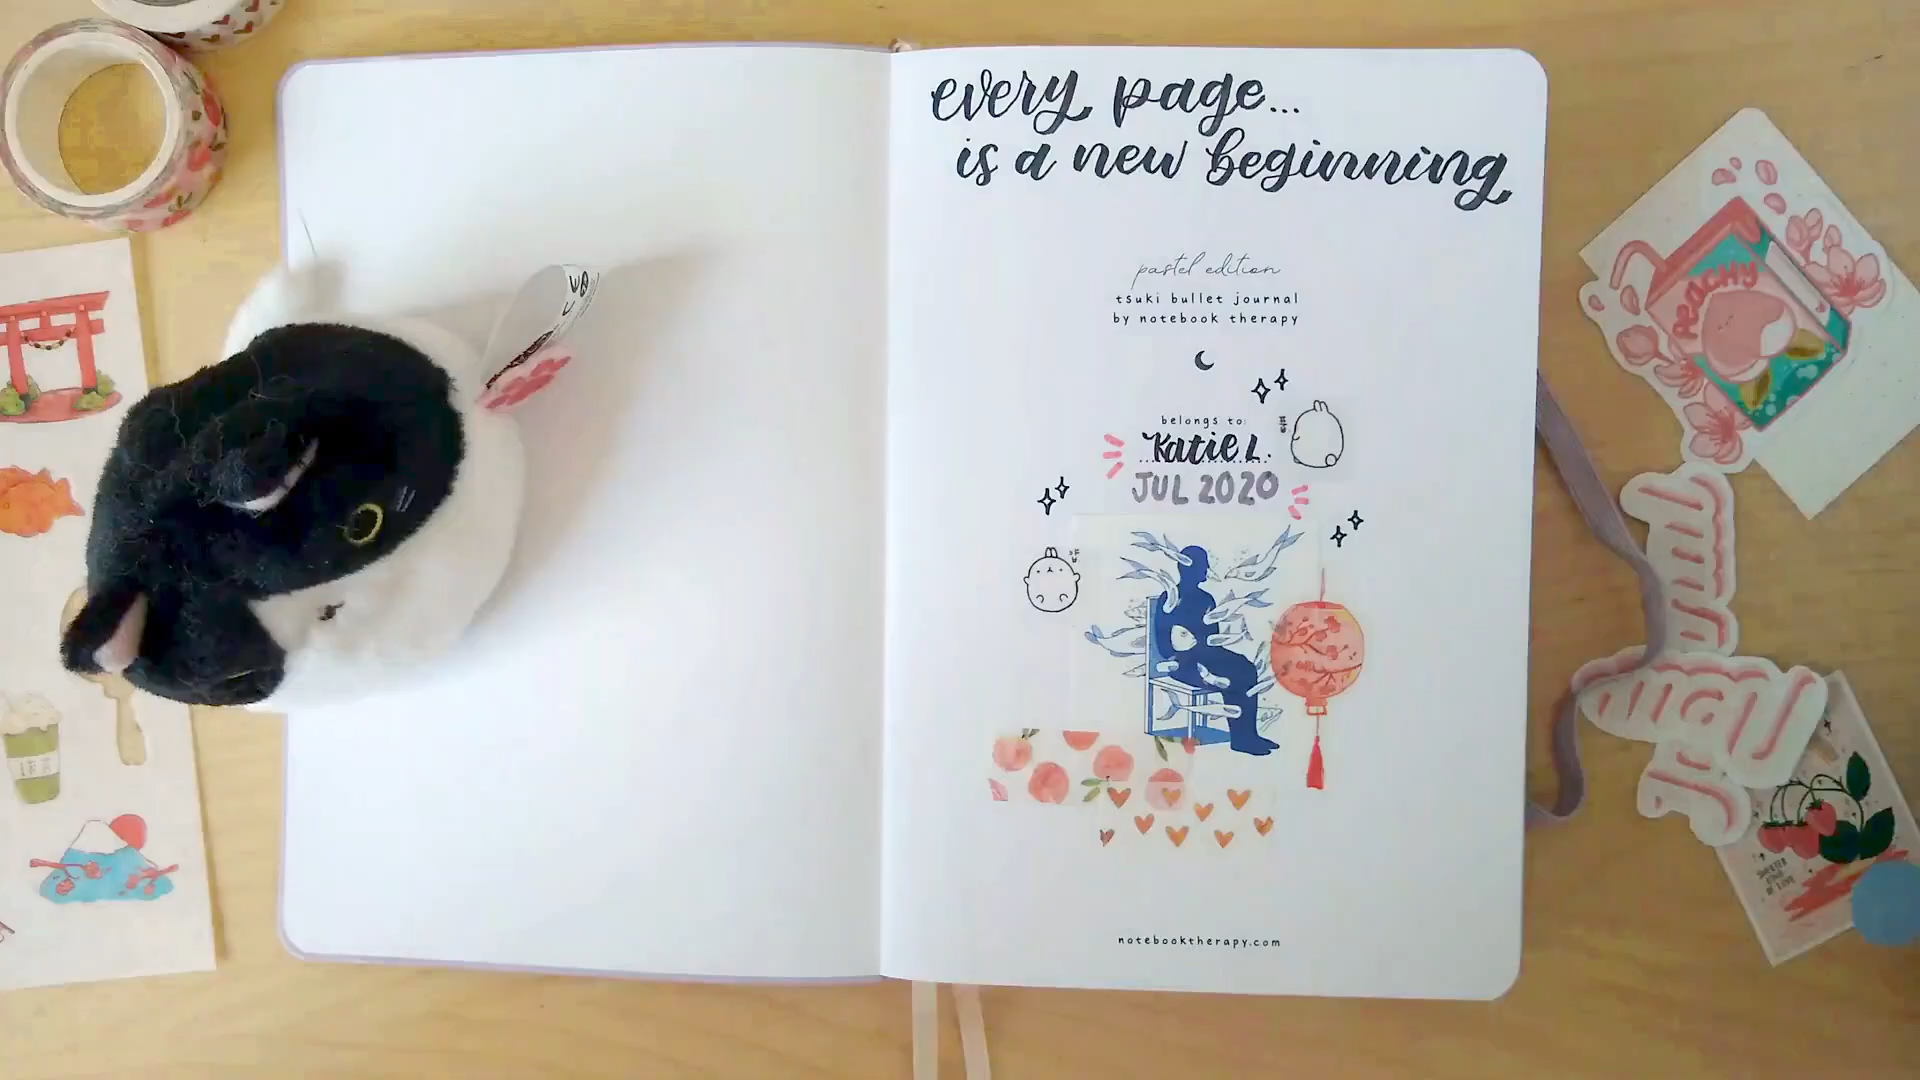 every page...
is a new beginning
pastel edition
tsuki bullet journal
by notebook therapy
belongs to:
Katie L.
JUL 2020
notebooktherapy.com
PEACHY